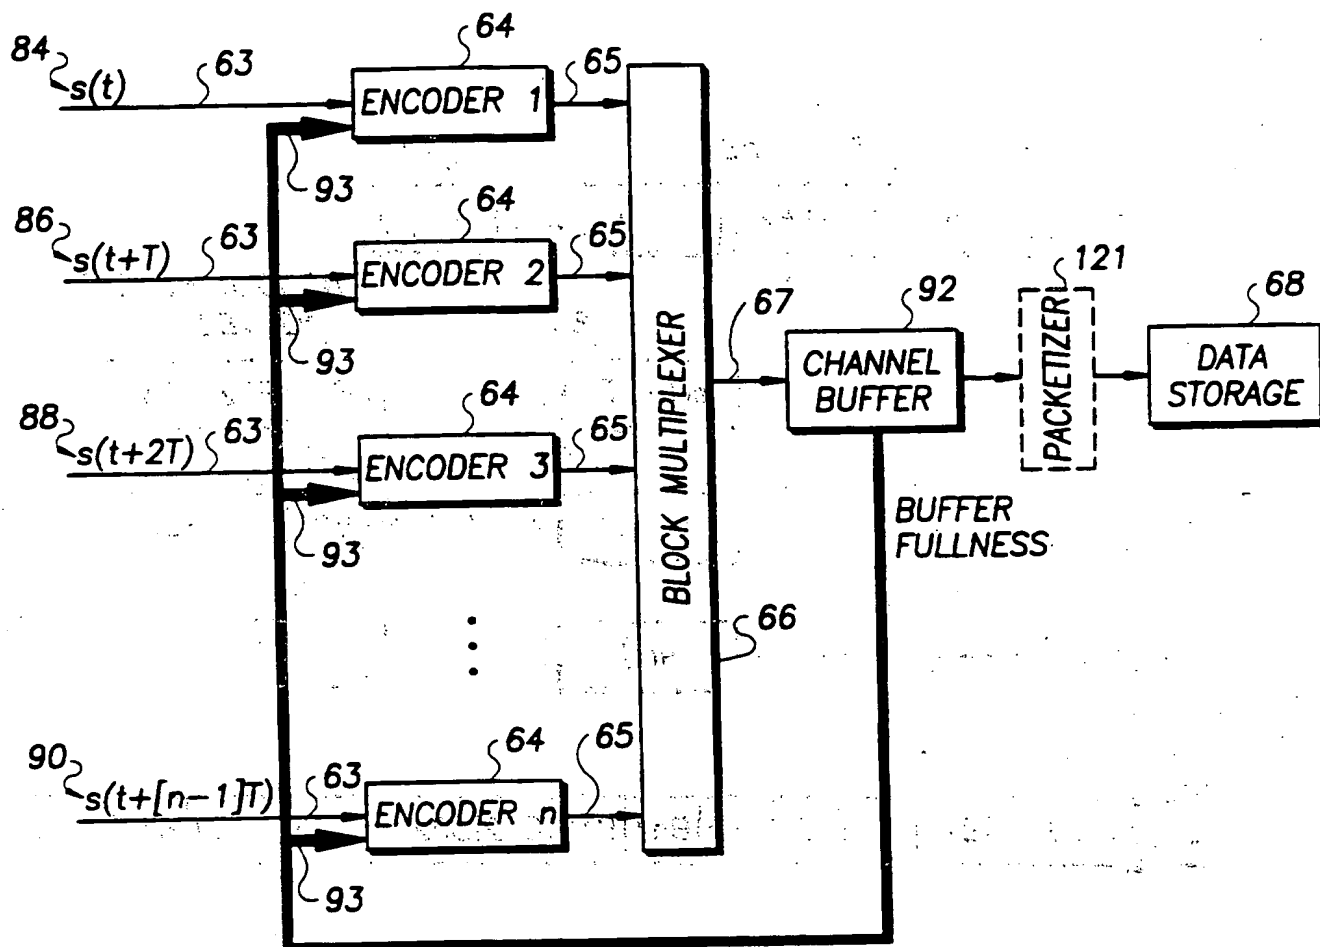 84
s(t)
63
64
ENCODER 1
65
93
86
s(t+T)
63
64
ENCODER 2
65
93
88
s(t+2T)
63
64
ENCODER 3
65
93
90
s(t+[n-1]T)
63
64
ENCODER n
65
93
BLOCK MULTIPLEXER
66
67
92
CHANNEL
BUFFER
121
PACKETIZER
68
DATA
STORAGE
BUFFER
FULLNESS